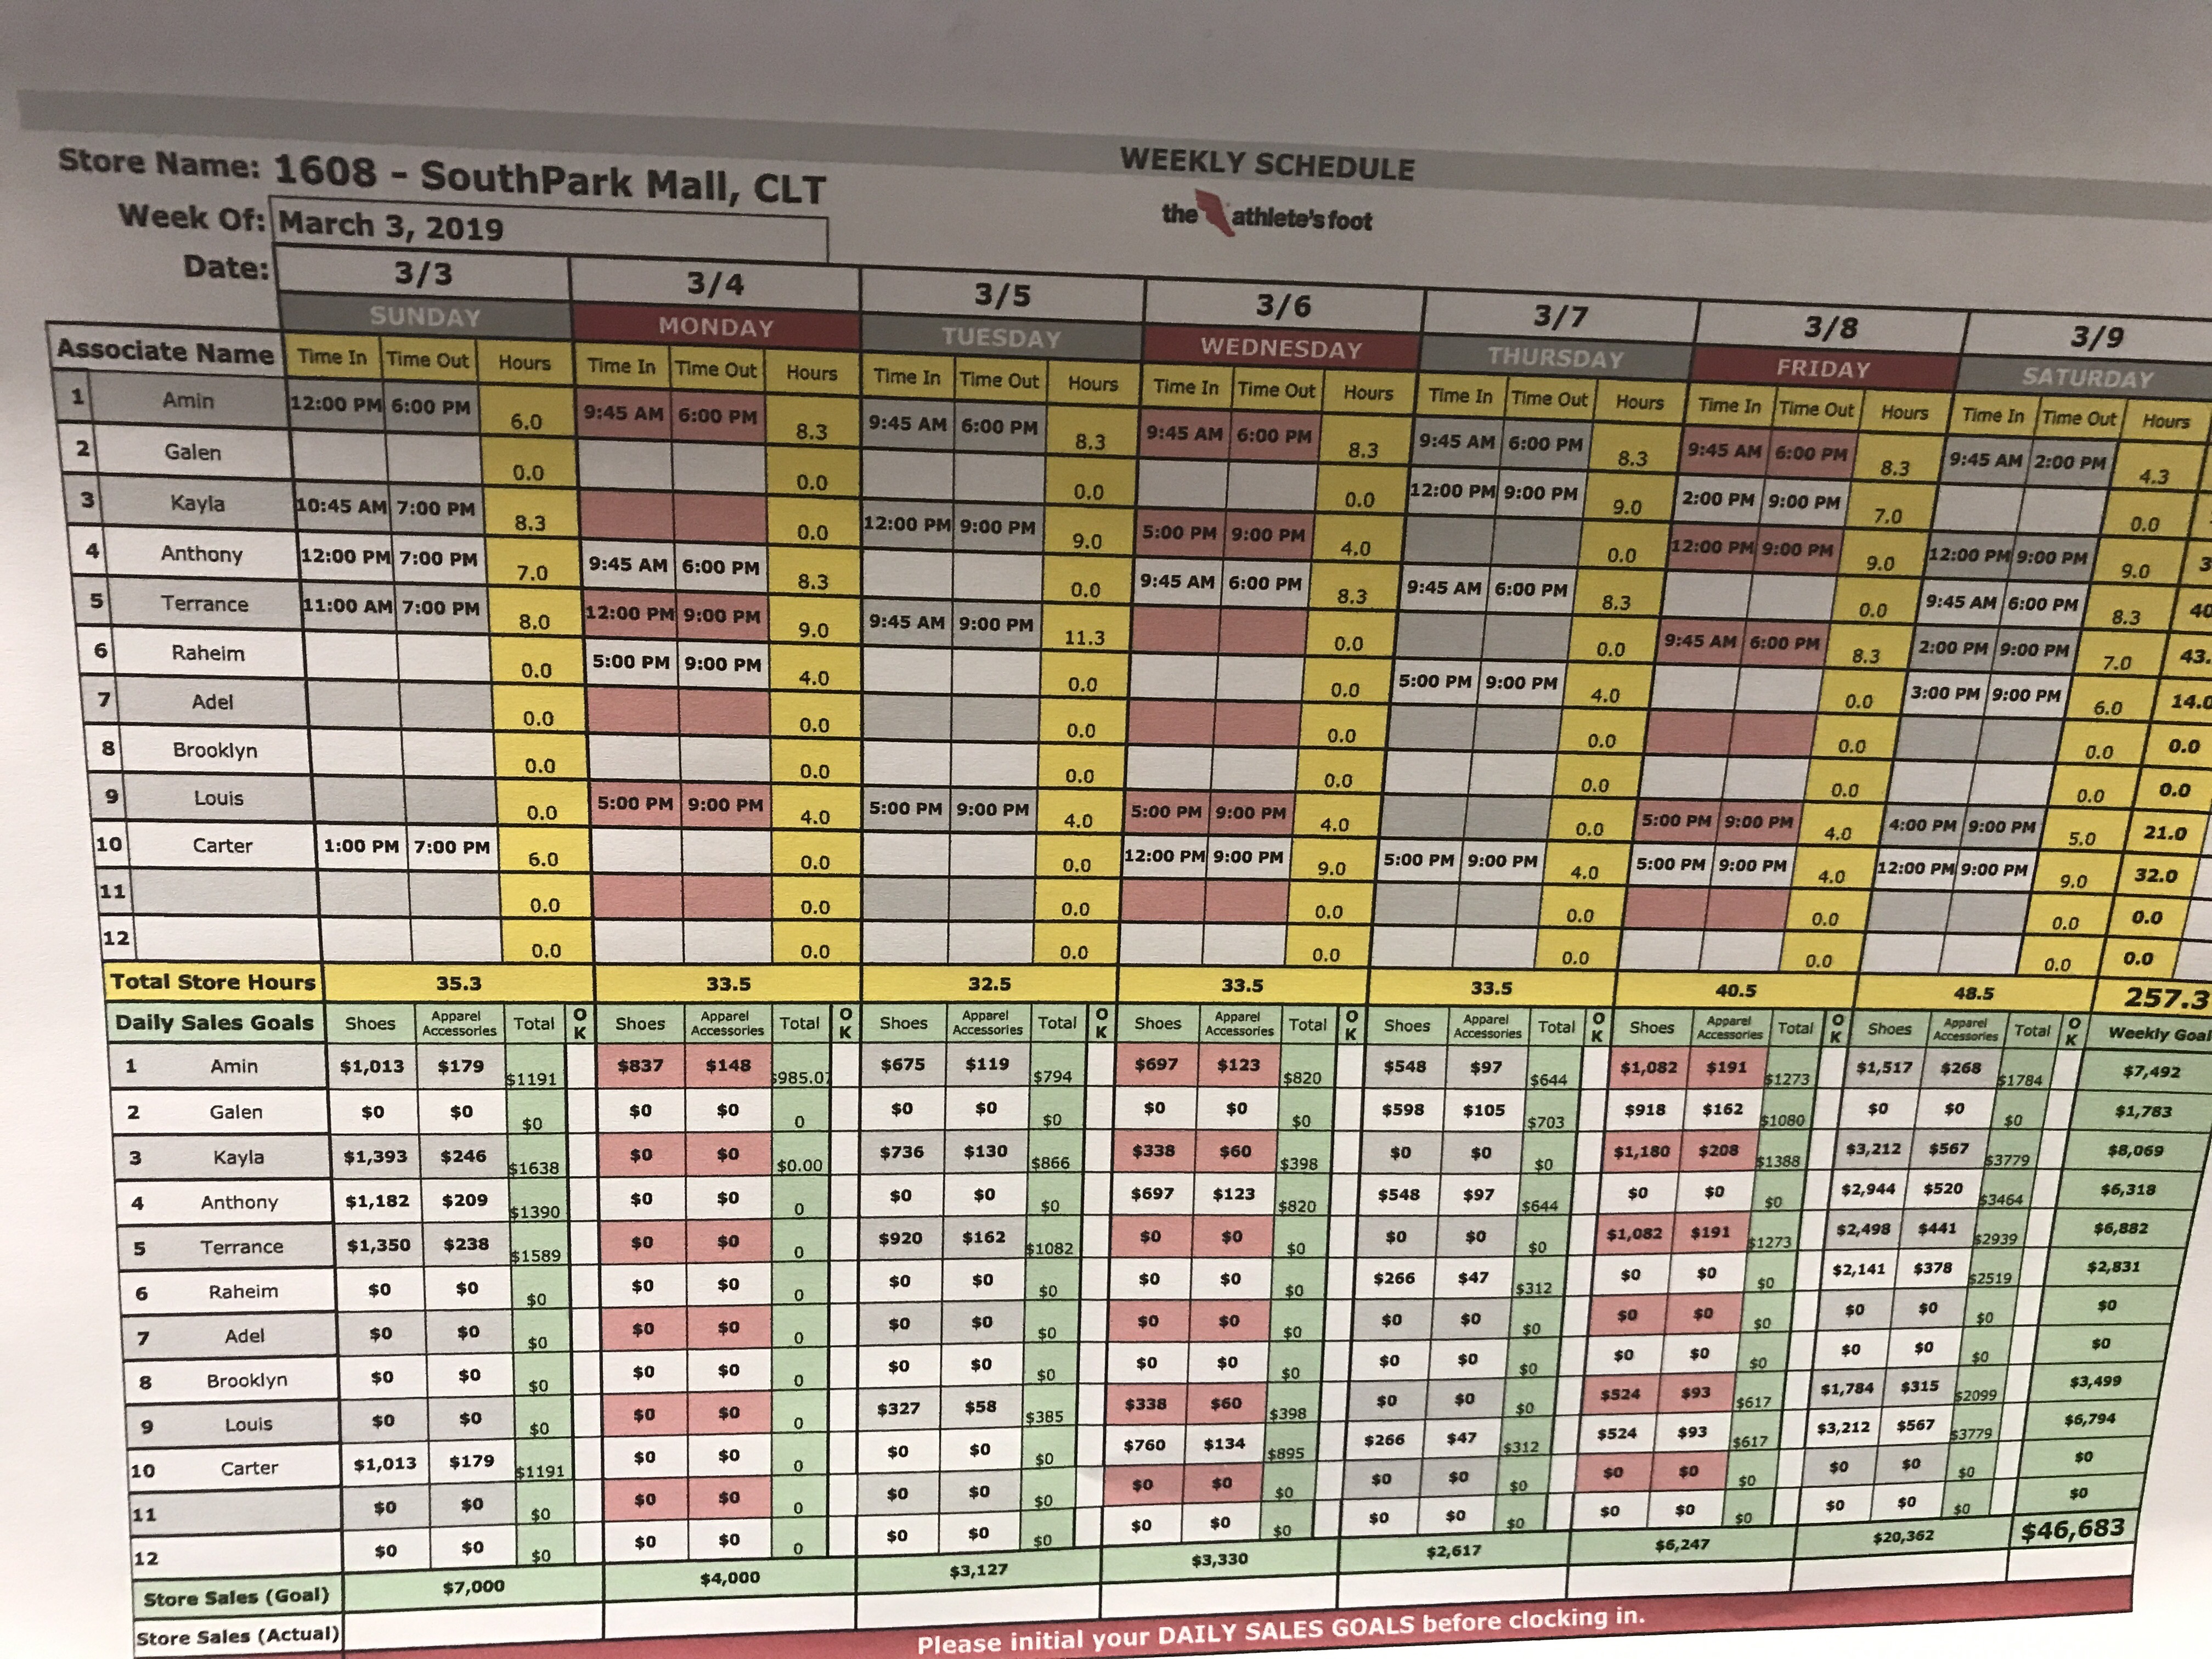 WEEKLY SCHEDULE
the athlete's foot
Store Name: 1608 - SouthPark Mall, CLT
Week Of: March 3, 2019
Date: 3/3 3/4 3/5 3/6 3/7 3/8 3/9
SUNDAY MONDAY TUESDAY WEDNESDAY THURSDAY FRIDAY SATURDAY
Associate Name Time In Time Out Hours Time In Time Out Hours Time In Time Out Hours Time In Time Out Hours Time In Time Out Hours Time In Time Out Hours Time In Time Out Hours
1 Amin 12:00 PM 6:00 PM 6.0 9:45 AM 6:00 PM 8.3 9:45 AM 6:00 PM 8.3 9:45 AM 6:00 PM 8.3 9:45 AM 6:00 PM 8.3 9:45 AM 6:00 PM 8.3 9:45 AM 2:00 PM 4.3
2 Galen 0.0 0.0 0.0 0.0 12:00 PM 9:00 PM 9.0 2:00 PM 9:00 PM 7.0 0.0
3 Kayla 10:45 AM 7:00 PM 8.3 0.0 12:00 PM 9:00 PM 9.0 5:00 PM 9:00 PM 4.0 0.0 12:00 PM 9:00 PM 9.0 12:00 PM 9:00 PM 9.0 3
4 Anthony 12:00 PM 7:00 PM 7.0 9:45 AM 6:00 PM 8.3 0.0 9:45 AM 6:00 PM 8.3 9:45 AM 6:00 PM 8.3 0.0 9:45 AM 6:00 PM 8.3 40
5 Terrance 11:00 AM 7:00 PM 8.0 12:00 PM 9:00 PM 9.0 9:45 AM 9:00 PM 11.3 0.0 0.0 9:45 AM 6:00 PM 8.3 2:00 PM 9:00 PM 7.0 43.
6 Raheim 0.0 5:00 PM 9:00 PM 4.0 0.0 0.0 5:00 PM 9:00 PM 4.0 0.0 3:00 PM 9:00 PM 6.0 14.0
7 Adel 0.0 0.0 0.0 0.0 0.0 0.0 0.0 0.0
8 Brooklyn 0.0 0.0 0.0 0.0 0.0 0.0 0.0 0.0
9 Louis 0.0 5:00 PM 9:00 PM 4.0 5:00 PM 9:00 PM 4.0 5:00 PM 9:00 PM 4.0 0.0 5:00 PM 9:00 PM 4.0 4:00 PM 9:00 PM 5.0 21.0
10 Carter 1:00 PM 7:00 PM 6.0 0.0 0.0 12:00 PM 9:00 PM 9.0 5:00 PM 9:00 PM 4.0 5:00 PM 9:00 PM 4.0 12:00 PM 9:00 PM 9.0 32.0
11 0.0 0.0 0.0 0.0 0.0 0.0 0.0 0.0
12 0.0 0.0 0.0 0.0 0.0 0.0 0.0 0.0
Total Store Hours 35.3 33.5 32.5 33.5 33.5 40.5 48.5 257.3
Daily Sales Goals Shoes Apparel Accessories Total OK Shoes Apparel Accessories Total OK Shoes Apparel Accessories Total OK Shoes Apparel Accessories Total OK Shoes Apparel Accessories Total OK Shoes Apparel Accessories Total OK Shoes Apparel Accessories Total OK Weekly Goal
1 Amin $1,013 $179 $1191 $837 $148 $985.07 $675 $119 $794 $697 $123 $820 $548 $97 $644 $1,082 $191 $1273 $1,517 $268 $1784 $7,492
2 Galen $0 $0 $0 $0 $0 0 $0 $0 $0 $0 $0 $0 $598 $105 $703 $918 $162 $1080 $0 $0 $0 $1,783
3 Kayla $1,393 $246 $1638 $0 $0 $0.00 $736 $130 $866 $338 $60 $398 $0 $0 $0 $1,180 $208 $1388 $3,212 $567 $3779 $8,069
4 Anthony $1,182 $209 $1390 $0 $0 0 $0 $0 $0 $697 $123 $820 $548 $97 $644 $0 $0 $0 $2,944 $520 $3464 $6,318
5 Terrance $1,350 $238 $1589 $0 $0 0 $920 $162 $1082 $0 $0 $0 $0 $0 $0 $1,082 $191 $1273 $2,498 $441 $2939 $6,882
6 Raheim $0 $0 $0 $0 $0 0 $0 $0 $0 $0 $0 $0 $266 $47 $312 $0 $0 $0 $2,141 $378 $2519 $2,831
7 Adel $0 $0 $0 $0 $0 0 $0 $0 $0 $0 $0 $0 $0 $0 $0 $0 $0 $0 $0 $0 $0 $0
8 Brooklyn $0 $0 $0 $0 $0 0 $0 $0 $0 $0 $0 $0 $0 $0 $0 $0 $0 $0 $0 $0 $0 $0
9 Louis $0 $0 $0 $0 $0 0 $327 $58 $385 $338 $60 $398 $0 $0 $0 $524 $93 $617 $1,784 $315 $2099 $3,499
10 Carter $1,013 $179 $1191 $0 $0 0 $0 $0 $0 $760 $134 $895 $266 $47 $312 $524 $93 $617 $3,212 $567 $3779 $6,794
11 $0 $0 $0 $0 $0 0 $0 $0 $0 $0 $0 $0 $0 $0 $0 $0 $0 $0 $0 $0 $0 $0
12 $0 $0 $0 $0 $0 0 $0 $0 $0 $0 $0 $0 $0 $0 $0 $0 $0 $0 $0 $0 $0 $0
Store Sales (Goal) $7,000 $4,000 $3,127 $3,330 $2,617 $6,247 $20,362 $46,683
Store Sales (Actual)
Please initial your DAILY SALES GOALS before clocking in.